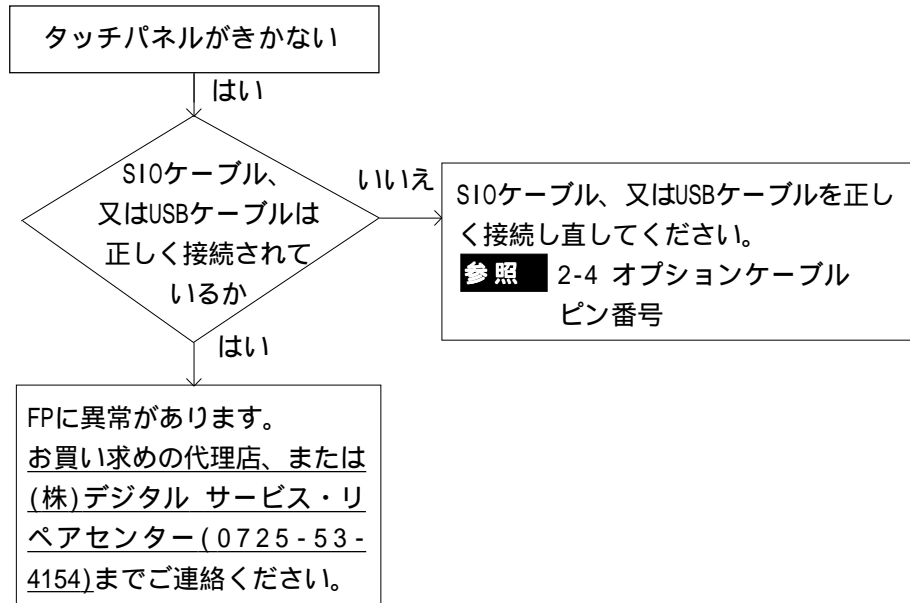 タッチパネルがきかない
はい
SIOケーブル、
又はUSBケーブルは
正しく接続されて
いるか
いいえ
SIOケーブル、又はUSBケーブルを正し
く接続し直してください。
参照 2-4 オプションケーブル
ピン番号
はい
FPに異常があります。
お買い求めの代理店、または
(株)デジタル サービス・リ
ペアセンター(0725-53-
4154)までご連絡ください。